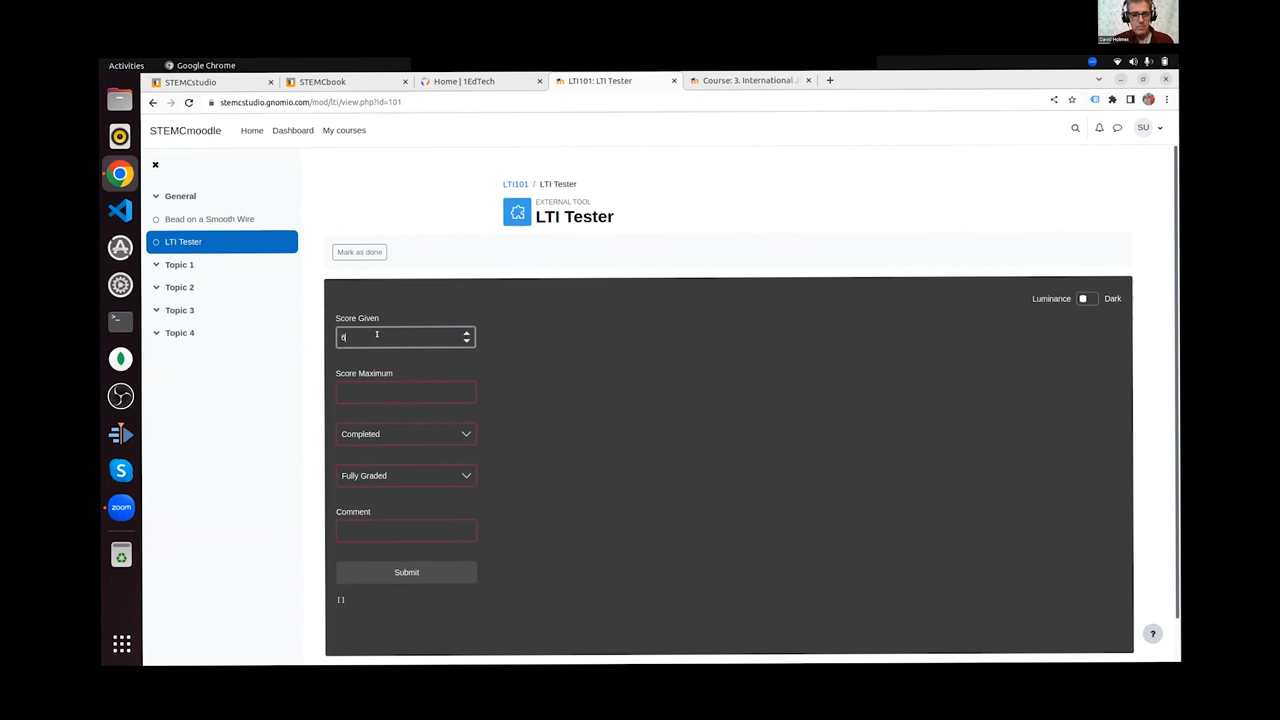 David Holmes
Activities
Google Chrome
STEMCstudio
STEMCbook
Home | 1EdTech
LTI101: LTI Tester
Course: 3. International
stemcstudio.gnomio.com/mod/lti/view.php?id=101
STEMCmoodle
Home
Dashboard
My courses
SU
General
Bead on a Smooth Wire
LTI Tester
Topic 1
Topic 2
Topic 3
Topic 4
LTI101 / LTI Tester
EXTERNAL TOOL
LTI Tester
Mark as done
Luminance
Dark
Score Given
6
Score Maximum
Completed
Fully Graded
Comment
Submit
[]
zoom
?